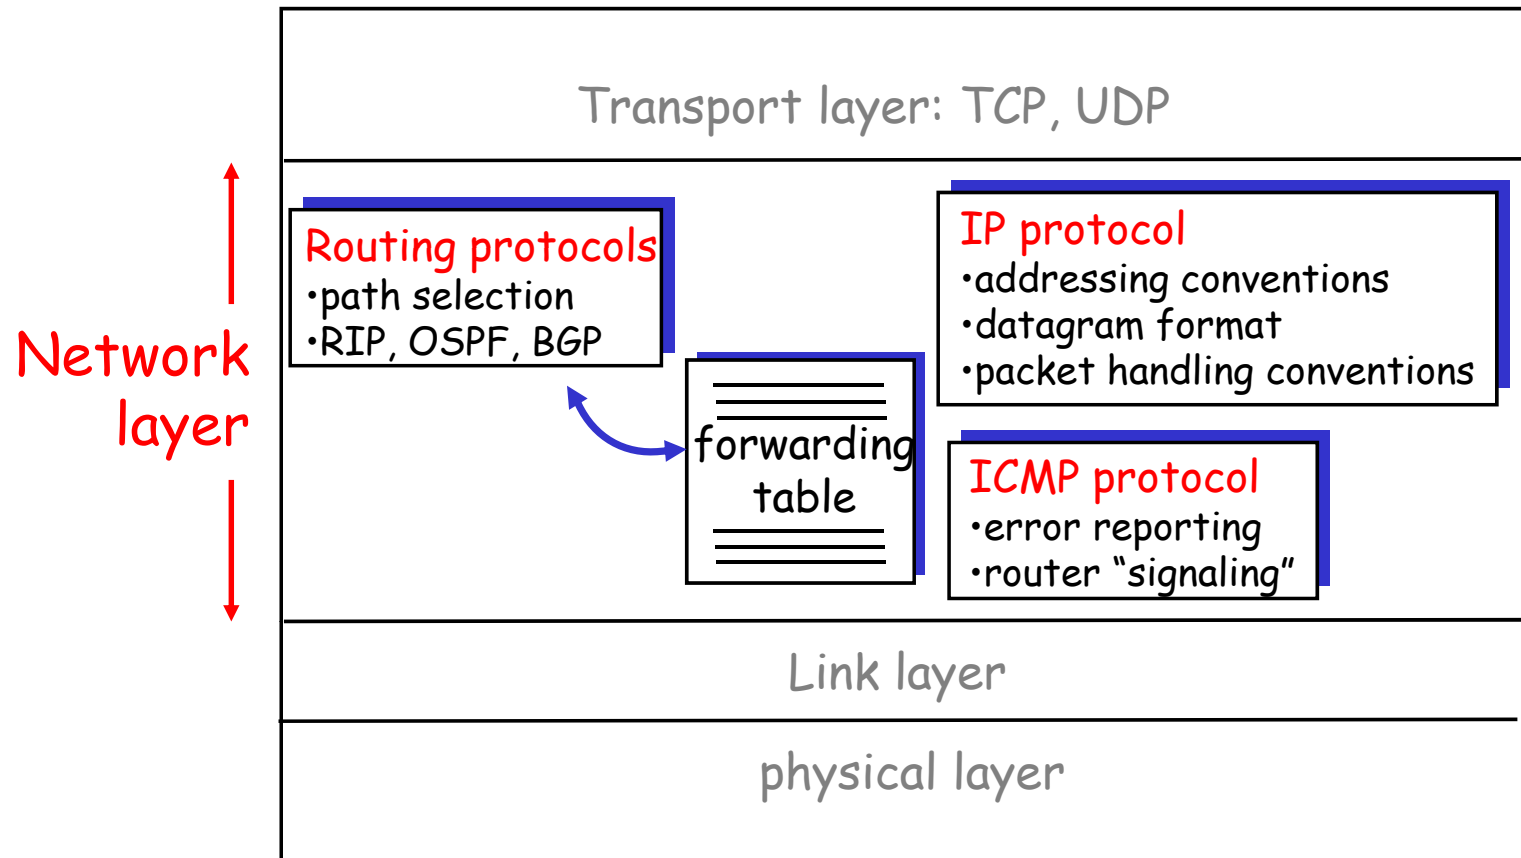 Transport layer: TCP, UDP
Network
layer
Routing protocols
•path selection
•RIP, OSPF, BGP
forwarding
table
IP protocol
•addressing conventions
•datagram format
•packet handling conventions
ICMP protocol
•error reporting
•router “signaling”
Link layer
physical layer